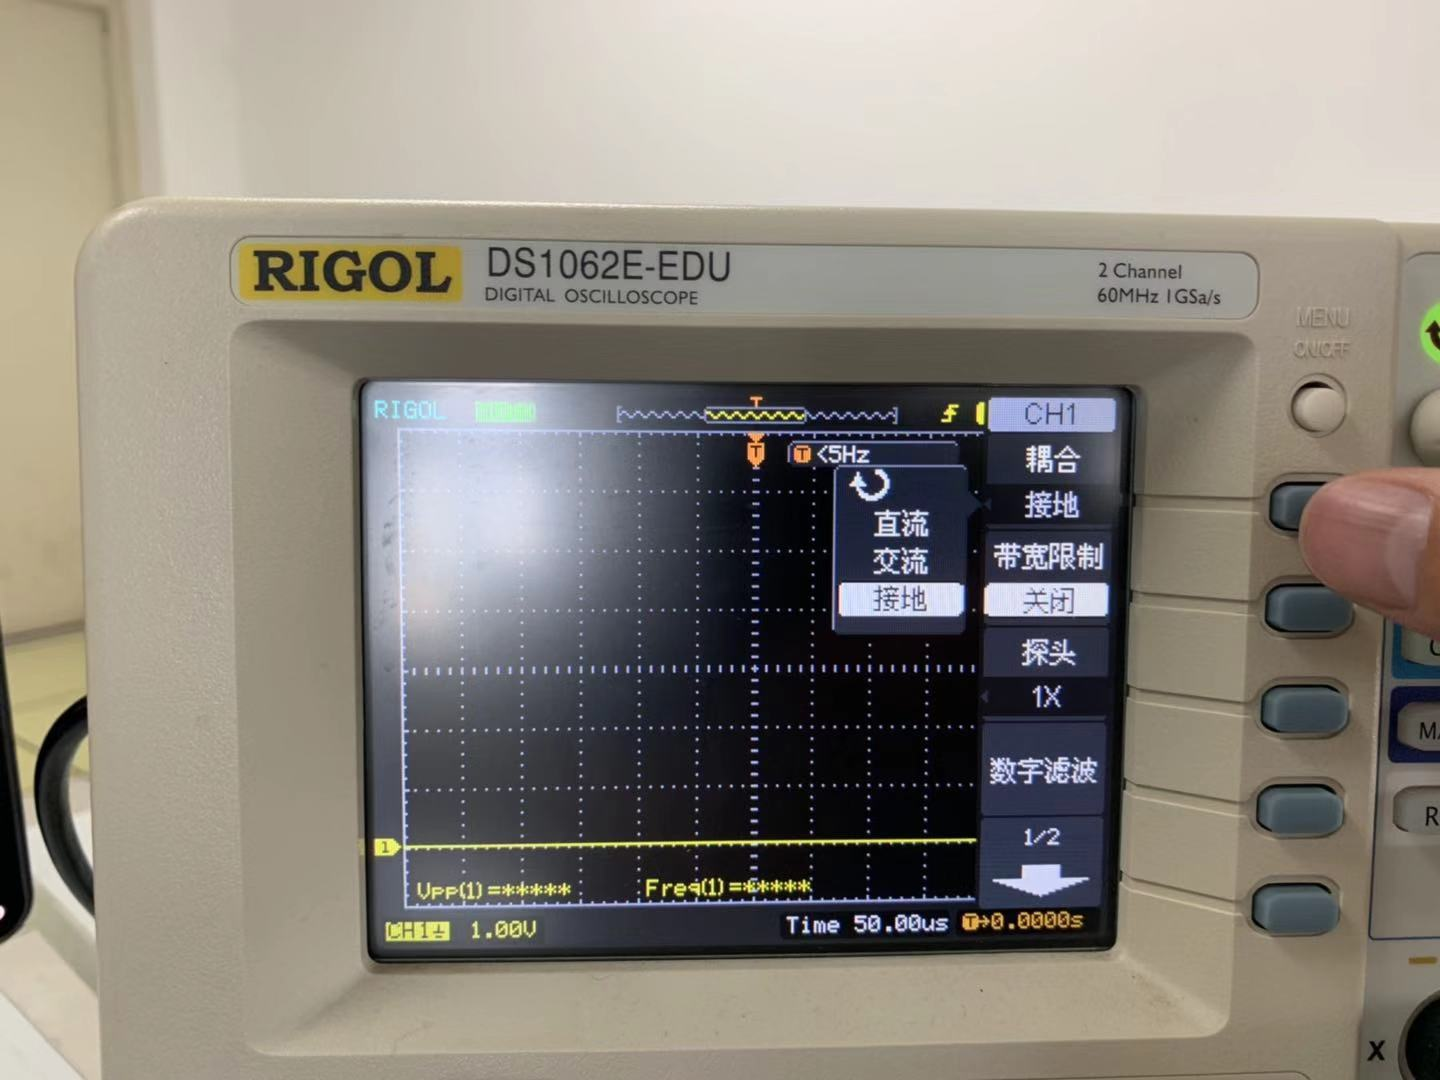 RIGOL DS1062E-EDU
DIGITAL OSCILLOSCOPE
2 Channel
60MHz 1GSa/s
MENU
ON/OFF
RIGOL
T
CH1
T
T <5Hz
耦合
直流
接地
交流
带宽限制
接地
关闭
探头
1X
数字滤波
1/2
1
Vpp(1)=***** Freq(1)=*****
CH1 1.00V Time 50.00us T→0.0000s
R
X